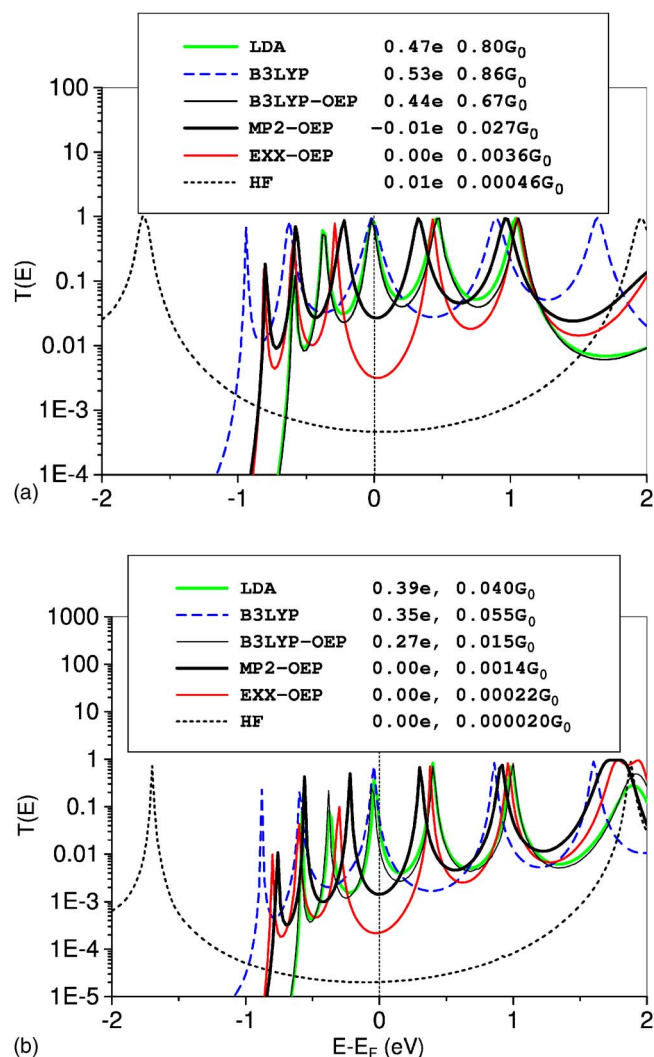 LDA 0.47e 0.80G₀
B3LYP 0.53e 0.86G₀
B3LYP-OEP 0.44e 0.67G₀
MP2-OEP -0.01e 0.027G₀
EXX-OEP 0.00e 0.0036G₀
HF 0.01e 0.00046G₀
100
10
1
0.1
0.01
1E-3
1E-4
T(E)
-2 -1 0 1 2
(a)
LDA 0.39e, 0.040G₀
B3LYP 0.35e, 0.055G₀
B3LYP-OEP 0.27e, 0.015G₀
MP2-OEP 0.00e, 0.0014G₀
EXX-OEP 0.00e, 0.00022G₀
HF 0.00e, 0.000020G₀
1000
100
10
1
0.1
0.01
1E-3
1E-4
1E-5
T(E)
-2 -1 0 1 2
E-E_F (eV)
(b)